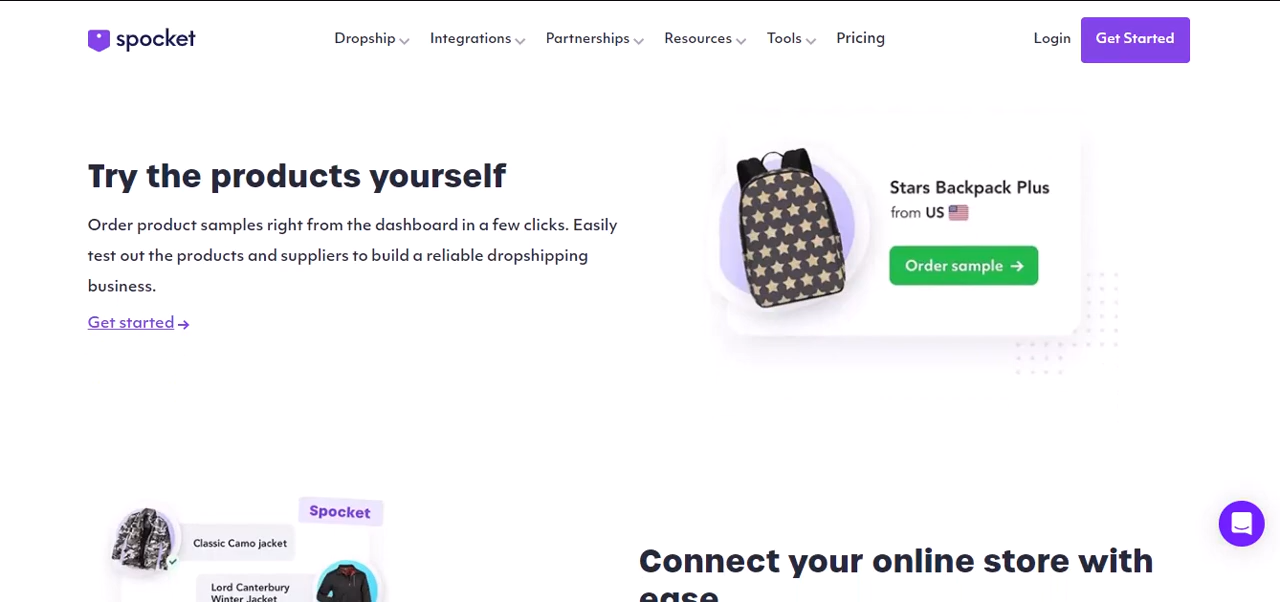 spocket
Dropship
Integrations
Partnerships
Resources
Tools
Pricing
Login
Get Started
Try the products yourself
Order product samples right from the dashboard in a few clicks. Easily
test out the products and suppliers to build a reliable dropshipping
business.
Get started
Stars Backpack Plus
from US
Order sample
Spocket
Classic Camo jacket
Lord Canterbury
Winter Jacket
Connect your online store with
ease